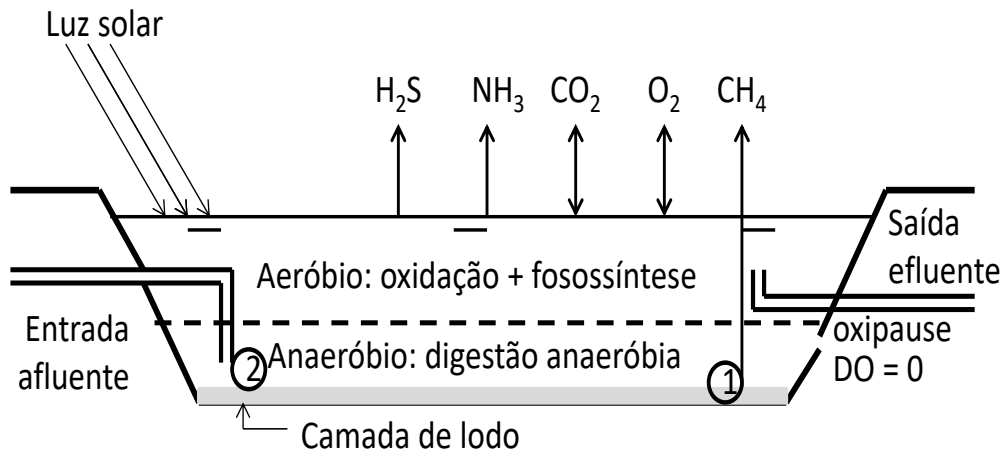 Luz solar
H₂S NH₃ CO₂ O₂ CH₄
Saída
efluente
Aeróbio: oxidação + fosossíntese
Entrada
afluente
oxipause
DO = 0
Anaeróbio: digestão anaeróbia
2
1
Camada de lodo